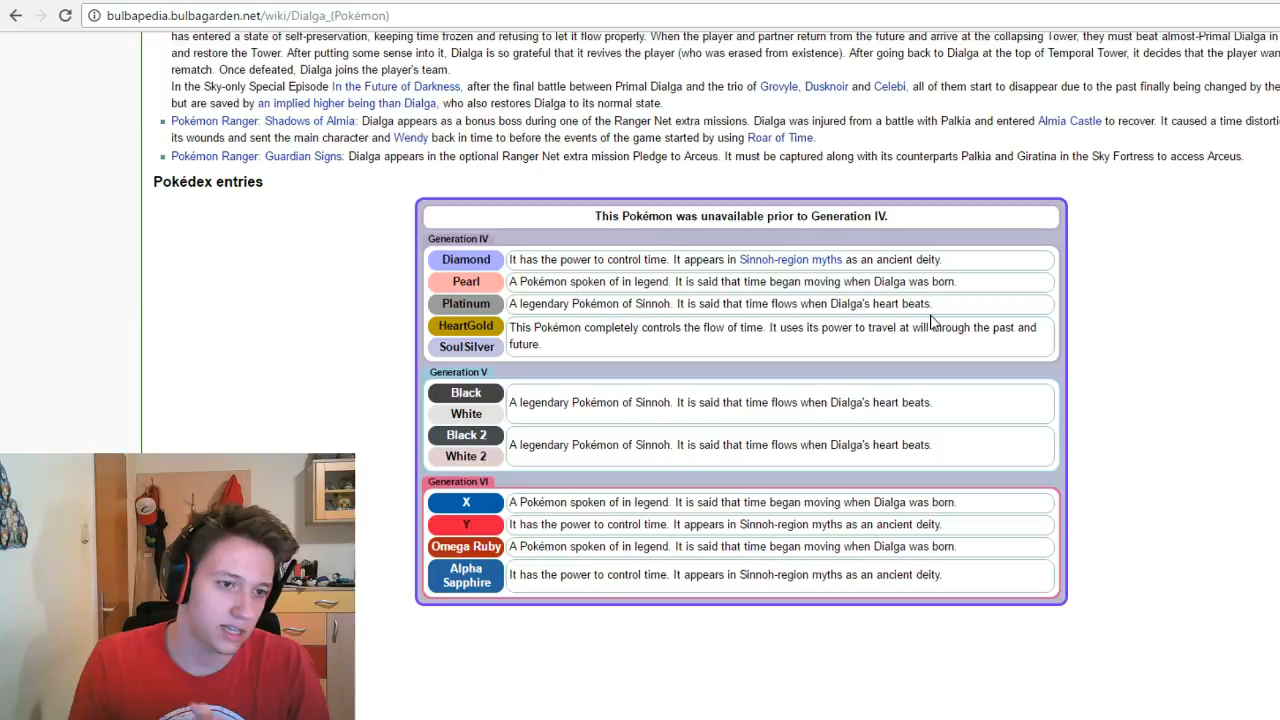 bulbapedia.bulbagarden.net/wiki/Dialga_(Pokémon)
has entered a state of self-preservation, keeping time frozen and refusing to let it flow properly. When the player and partner return from the future and arrive at the collapsing Tower, they must beat almost-Primal Dialga in
and restore the Tower. After putting some sense into it, Dialga is so grateful that it revives the player (who was erased from existence). After going back to Dialga at the top of Temporal Tower, it decides that the player wan
rematch. Once defeated, Dialga joins the player's team.
In the Sky-only Special Episode In the Future of Darkness, after the final battle between Primal Dialga and the trio of Grovyle, Dusknoir and Celebi, all of them start to disappear due to the past finally being changed by the
but are saved by an implied higher being than Dialga, who also restores Dialga to its normal state.
Pokémon Ranger: Shadows of Almia: Dialga appears as a bonus boss during one of the Ranger Net extra missions. Dialga was injured from a battle with Palkia and entered Almia Castle to recover. It caused a time distorti
its wounds and sent the main character and Wendy back in time to before the events of the game started by using Roar of Time.
Pokémon Ranger: Guardian Signs: Dialga appears in the optional Ranger Net extra mission Pledge to Arceus. It must be captured along with its counterparts Palkia and Giratina in the Sky Fortress to access Arceus.
Pokédex entries
This Pokémon was unavailable prior to Generation IV.
Generation IV
Diamond It has the power to control time. It appears in Sinnoh-region myths as an ancient deity.
Pearl A Pokémon spoken of in legend. It is said that time began moving when Dialga was born.
Platinum A legendary Pokémon of Sinnoh. It is said that time flows when Dialga's heart beats.
HeartGold This Pokémon completely controls the flow of time. It uses its power to travel at will through the past and
SoulSilver future.
Generation V
Black
White A legendary Pokémon of Sinnoh. It is said that time flows when Dialga's heart beats.
Black 2
White 2 A legendary Pokémon of Sinnoh. It is said that time flows when Dialga's heart beats.
Generation VI
X A Pokémon spoken of in legend. It is said that time began moving when Dialga was born.
Y It has the power to control time. It appears in Sinnoh-region myths as an ancient deity.
Omega Ruby A Pokémon spoken of in legend. It is said that time began moving when Dialga was born.
Alpha
Sapphire It has the power to control time. It appears in Sinnoh-region myths as an ancient deity.